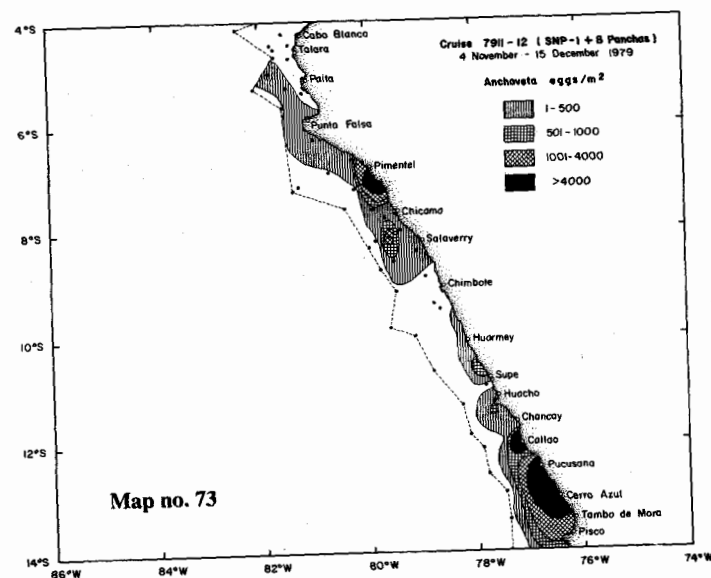 Cruise 7911-12 ( SNP-1 + 8 Panchas)
4 November - 15 December 1979
Anchoveta eggs/m²
1-500
501-1000
1001-4000
>4000
4°S
6°S
8°S
10°S
12°S
14°S
86°W
84°W
82°W
80°W
78°W
76°W
74°W
Cabo Blanco
Talara
Paita
Punta Falsa
Pimentel
Chicama
Salaverry
Chimbote
Huarmey
Supe
Huacho
Chancay
Callao
Pucusana
Cerro Azul
Tambo de Mora
Pisco
Map no. 73